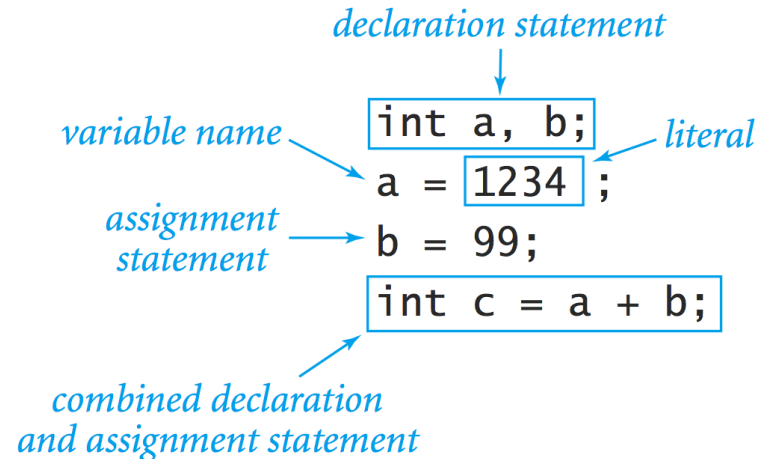 declaration statement
int a, b;
variable name
literal
a = 1234 ;
assignment
statement
b = 99;
int c = a + b;
combined declaration
and assignment statement